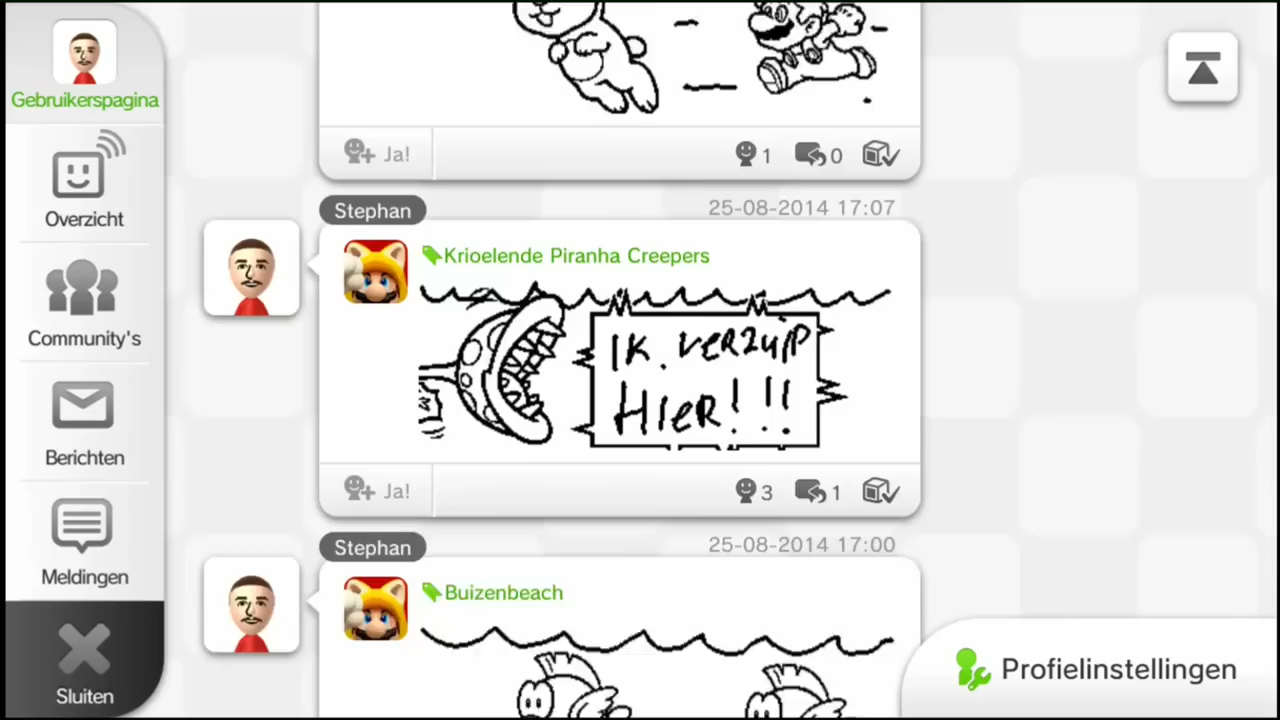 Gebruikerspagina
Overzicht
Community's
Berichten
Meldingen
Sluiten
Ja!
1
0
Stephan
25-08-2014 17:07
Krioelende Piranha Creepers
IK. verzuip
HIER!!!
Ja!
3
1
Stephan
25-08-2014 17:00
Buizenbeach
Profielinstellingen